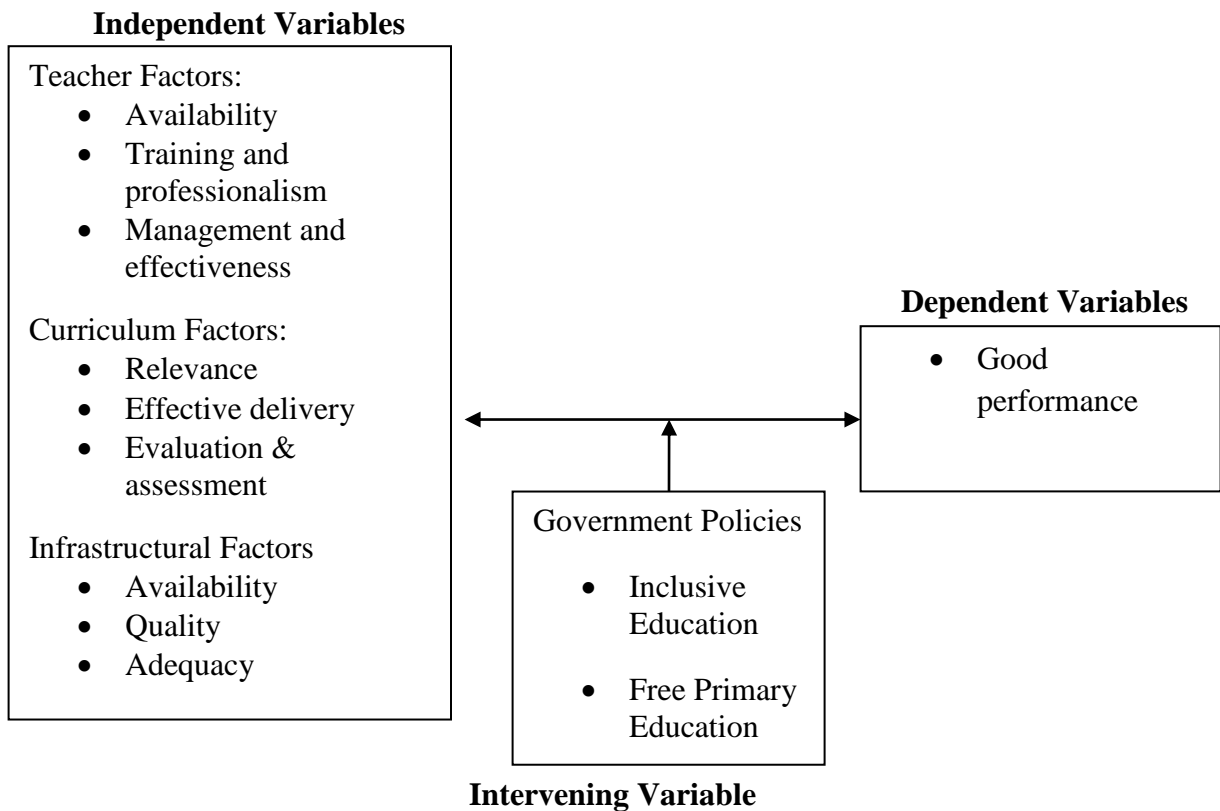 Independent Variables
Teacher Factors:
• Availability
• Training and
professionalism
• Management and
effectiveness
Curriculum Factors:
• Relevance
• Effective delivery
• Evaluation &
assessment
Infrastructural Factors
• Availability
• Quality
• Adequacy
Dependent Variables
• Good
performance
Government Policies
• Inclusive
Education
• Free Primary
Education
Intervening Variable